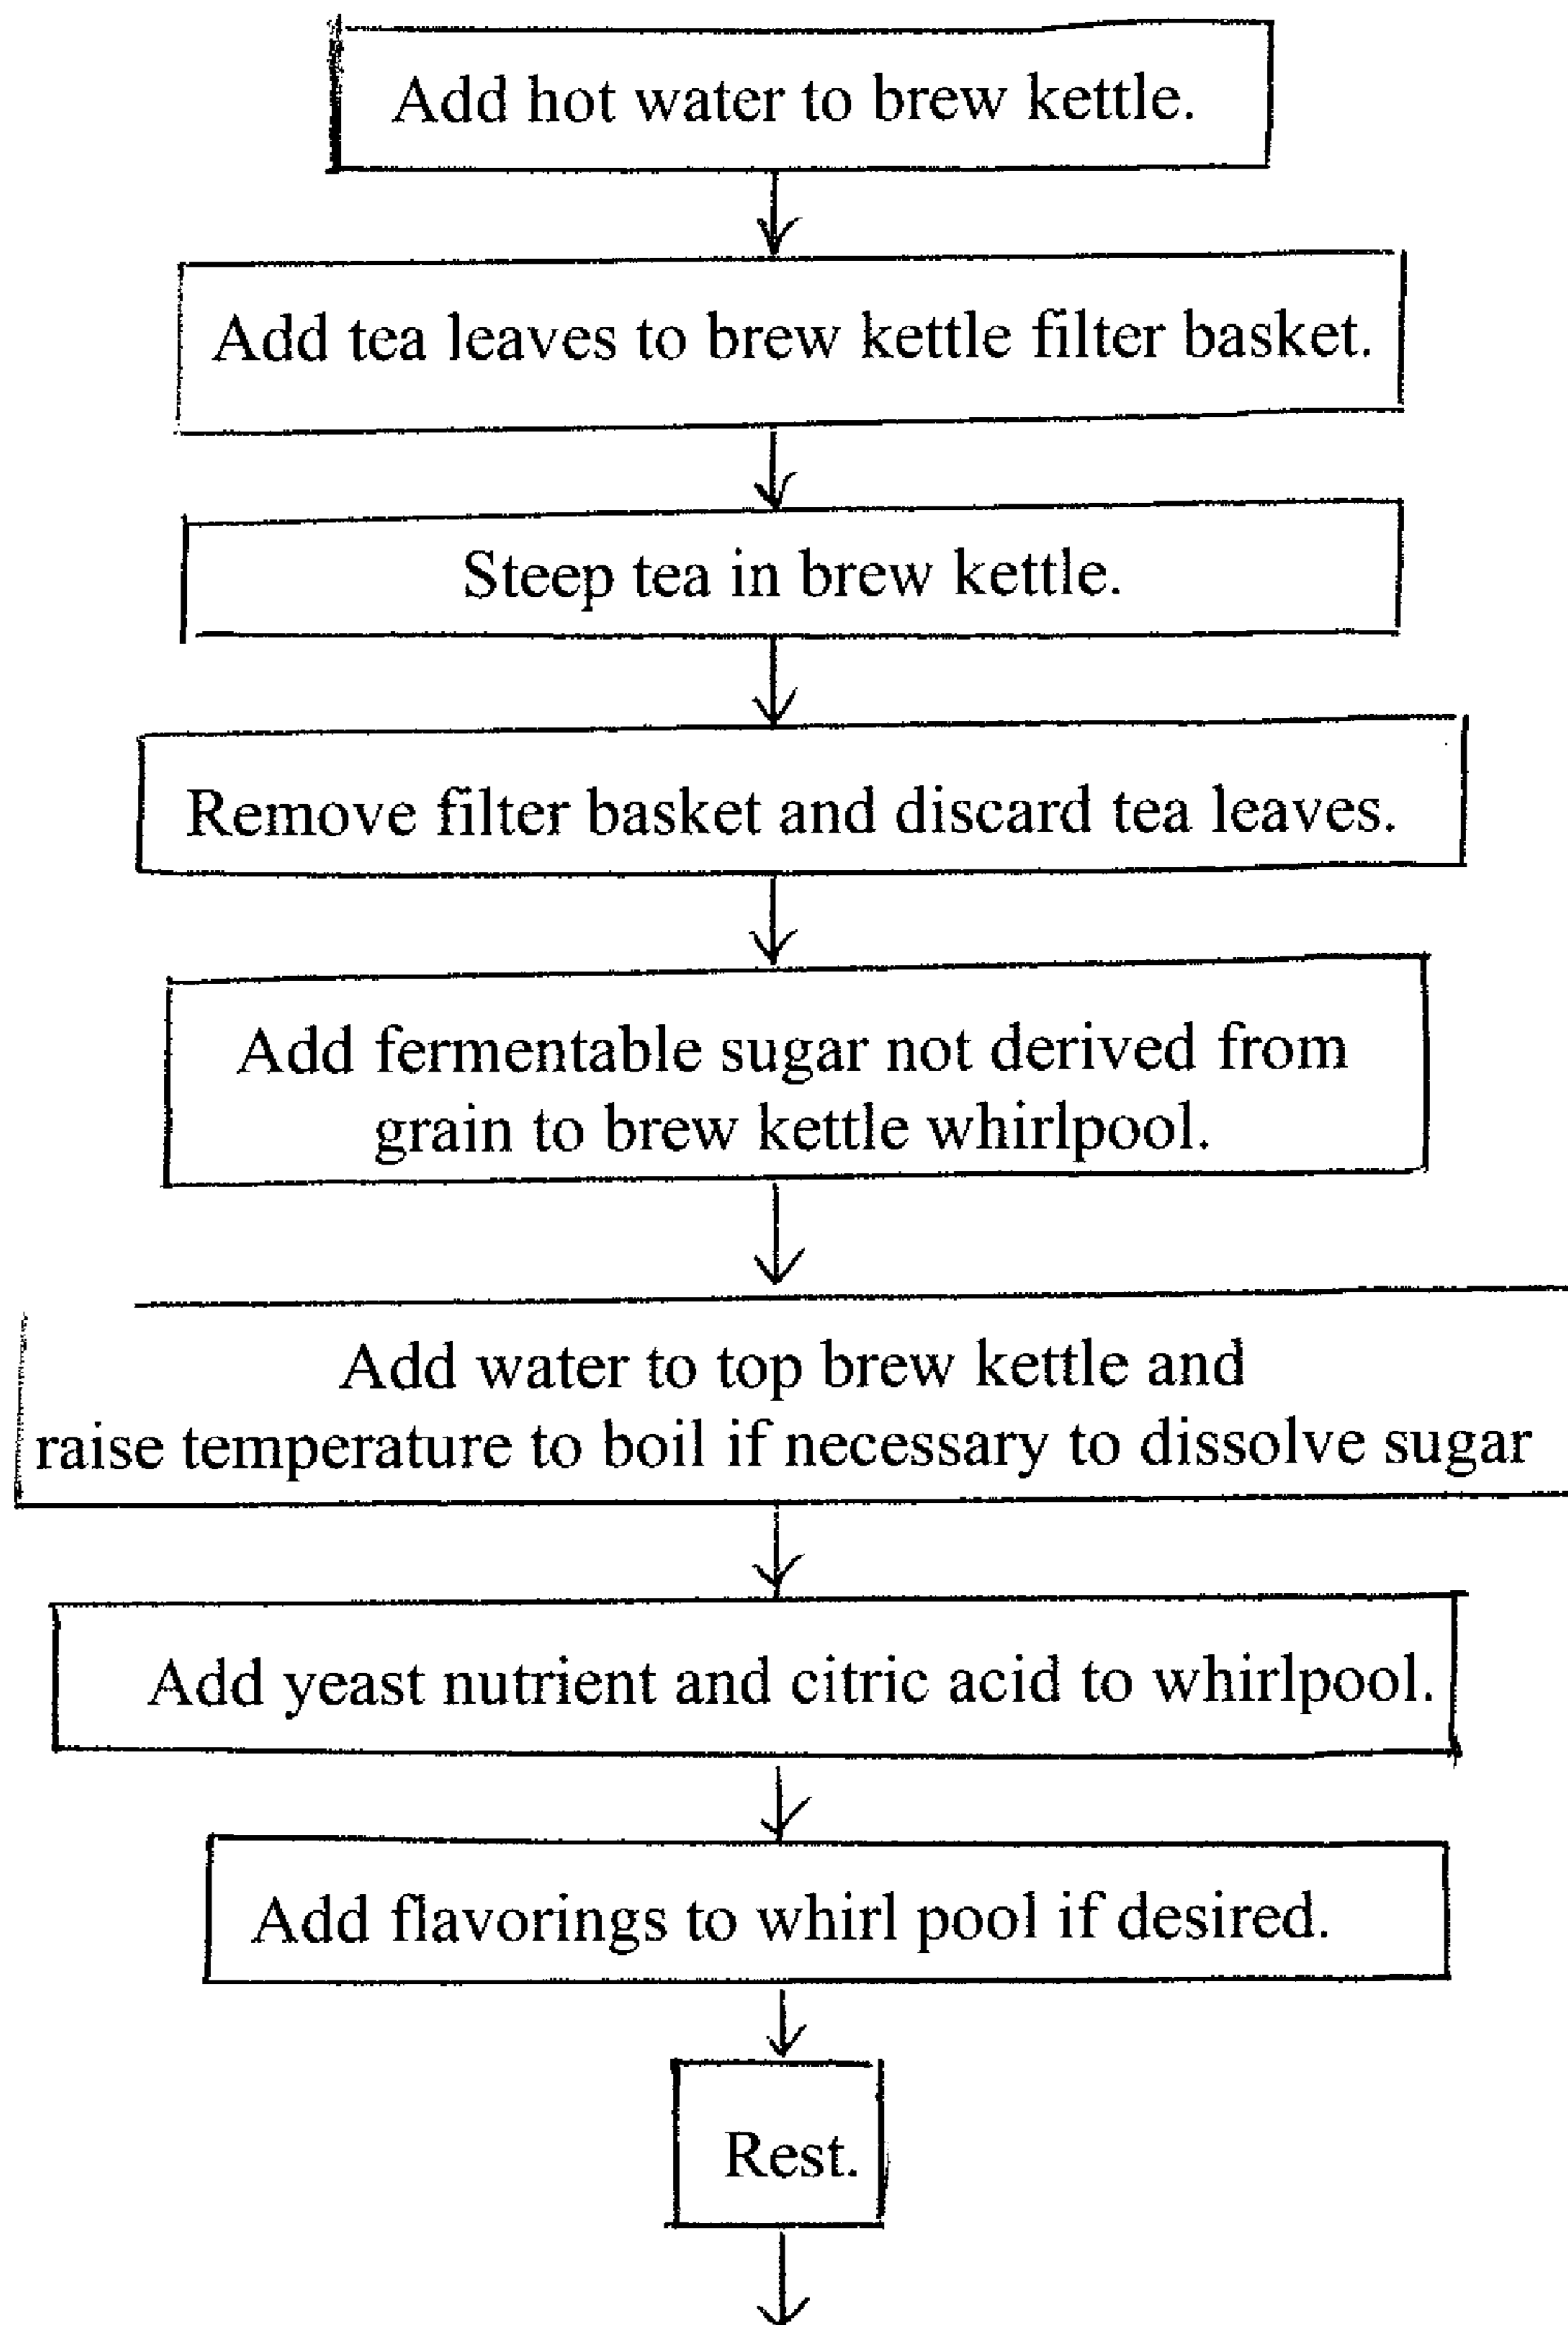 Add hot water to brew kettle.
Add tea leaves to brew kettle filter basket.
Steep tea in brew kettle.
Remove filter basket and discard tea leaves.
Add fermentable sugar not derived from
grain to brew kettle whirlpool.
Add water to top brew kettle and
raise temperature to boil if necessary to dissolve sugar
Add yeast nutrient and citric acid to whirlpool.
Add flavorings to whirl pool if desired.
Rest.